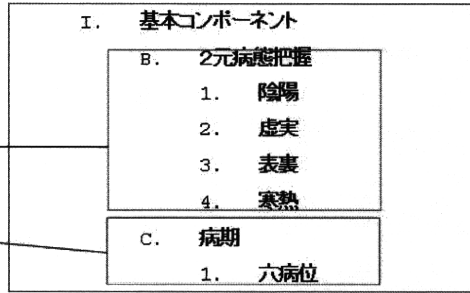 I. 基本コンポーネント
B. 2元病態把握
1. 陰陽
2. 虚実
3. 表裏
4. 寒熱
C. 病期
1. 六病位